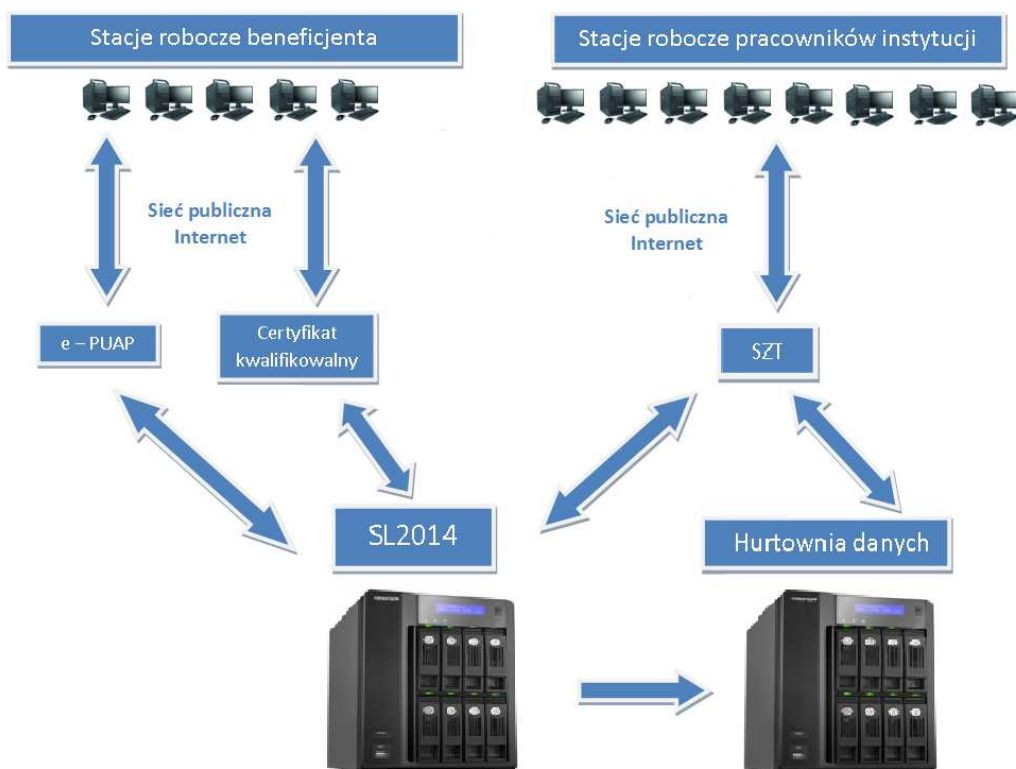 Stacje robocze beneficjenta
Stacje robocze pracowników instytucji
Sieć publiczna
Internet
Sieć publiczna
Internet
e – PUAP
Certyfikat
kwalifikowalny
SZT
SL2014
Hurtownia danych